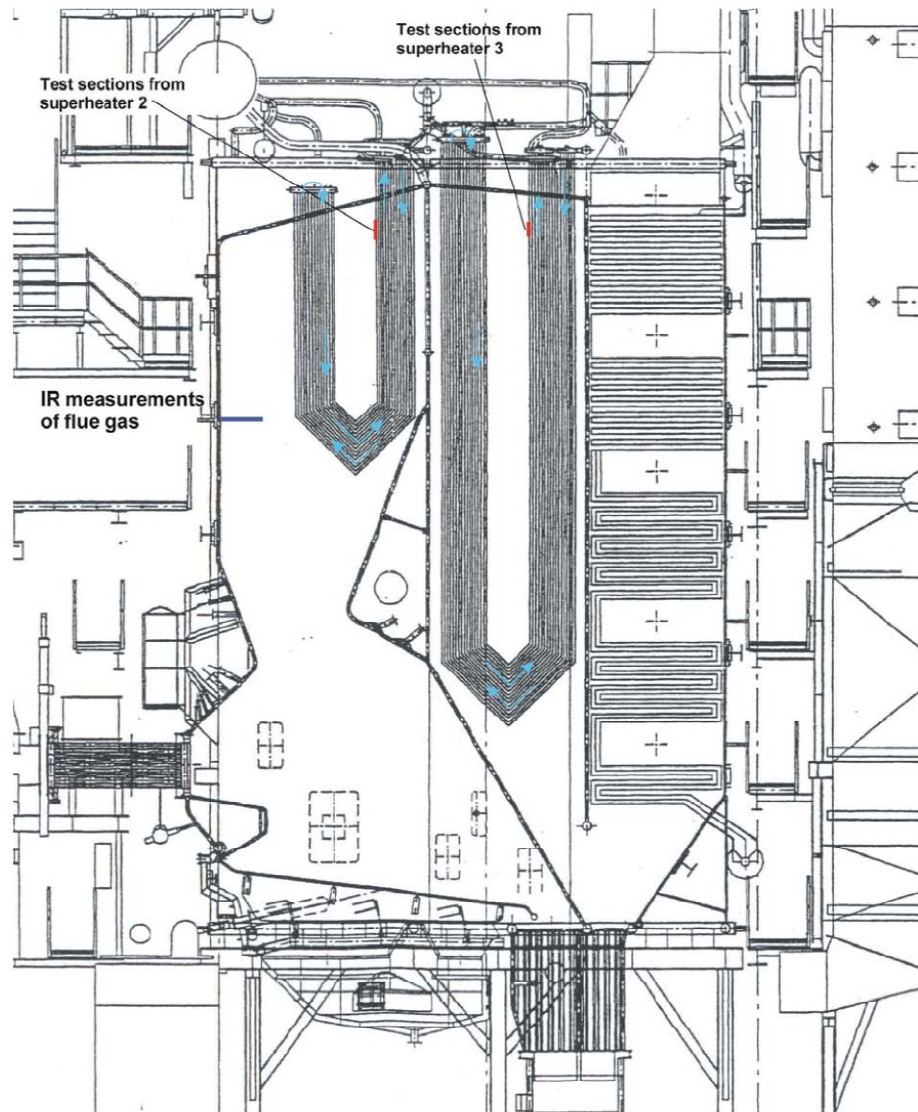 Test sections from
superheater 3
Test sections from
superheater 2
IR measurements
of flue gas